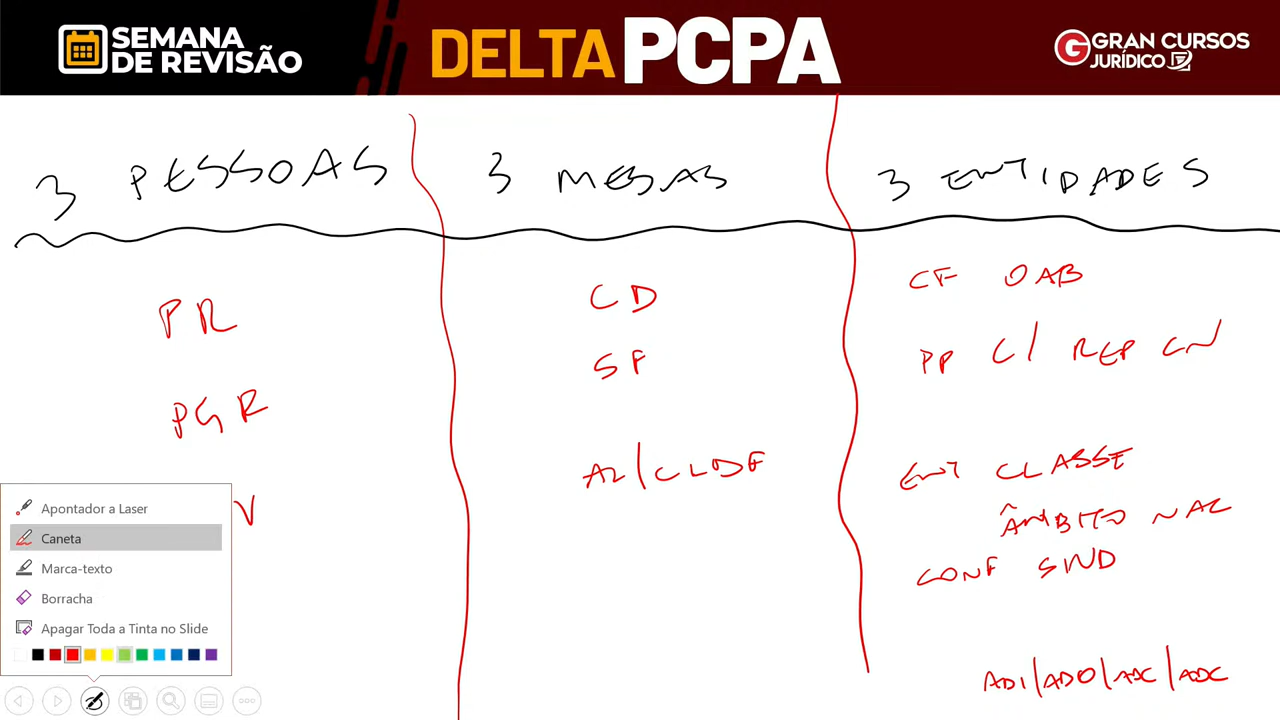 SEMANA
DE REVISÃO
DELTA PCPA
GRAN CURSOS
JURÍDICO
3 PESSOAS
3 MESAS
3 ENTIDADES
PR
PGR
V
CD
SF
AL/CLDF
CF OAB
PP C/ REP CN
ENT CLASSE
ÂMBITO NAC
CONF SIND
ADI/ADO/ADC/ADC
Apontador a Laser
Caneta
Marca-texto
Borracha
Apagar Toda a Tinta no Slide